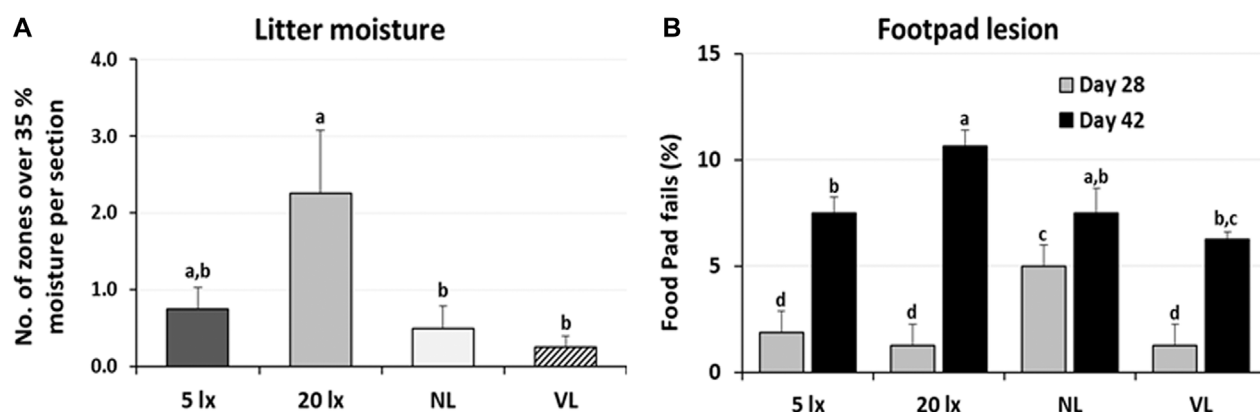 A
Litter moisture
No. of zones over 35 %
moisture per section
4.0
3.0
2.0
1.0
0.0
a,b
a
b
b
5 lx 20 lx NL VL
B
Footpad lesion
Food Pad fails (%)
15
10
5
0
Day 28
Day 42
d b
d a
c a,b
d b,c
5 lx 20 lx NL VL